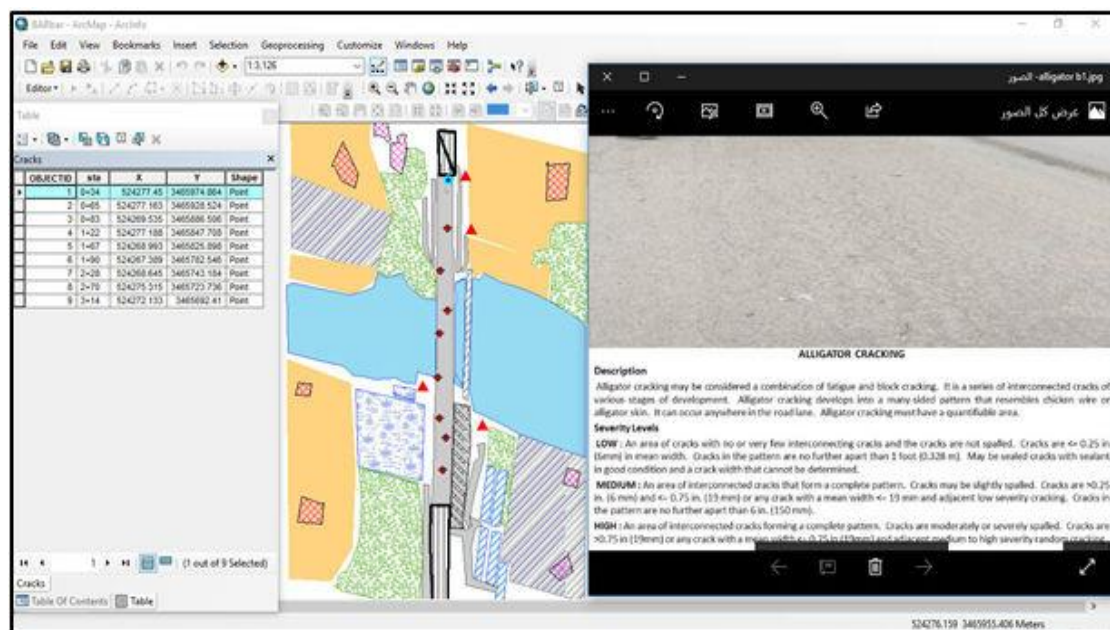 BARbar - ArcMap - ArcInfo
File Edit View Bookmarks Insert Selection Geoprocessing Customize Windows Help
1:3,126
Editor
Table
Cracks
OBJECTID sta X Y Shape
1 0+34 524277.45 3465974.864 Point
2 0+65 524277.163 3465928.524 Point
3 0+83 524269.535 3465886.506 Point
4 1+22 524277.188 3465847.708 Point
5 1+67 524268.993 3465825.898 Point
6 1+90 524267.389 3465782.546 Point
7 2+28 524268.645 3465743.184 Point
8 2+70 524275.315 3465723.736 Point
9 3+14 524272.133 3465692.41 Point
1 (1 out of 9 Selected)
Cracks
Table Of Contents Table
alligator b1.jpg - الصور
عرض كل الصور
ALLIGATOR CRACKING
Description
Alligator cracking may be considered a combination of fatigue and block cracking. It is a series of interconnected cracks of
various stages of development. Alligator cracking develops into a many sided pattern that resembles chicken wire or
alligator skin. It can occur anywhere in the road lane. Alligator cracking must have a quantifiable area.
Severity Levels
LOW : An area of cracks with no or very few interconnecting cracks and the cracks are not spalled. Cracks are <= 0.25 in
(6mm) in mean width. Cracks in the pattern are no further apart than 1 foot (0.328 m). May be sealed cracks with sealant
in good condition and a crack width that cannot be determined.
MEDIUM : An area of interconnected cracks that form a complete pattern. Cracks may be slightly spalled. Cracks are >0.25
in. (6 mm) and <= 0.75 in. (19 mm) or any crack with a mean width <= 19 mm and adjacent low severity cracking. Cracks in
the pattern are no further apart than 6 in. (150 mm).
HIGH : An area of interconnected cracks forming a complete pattern. Cracks are moderately or severely spalled. Cracks are
>0.75 in (19mm) or any crack with a mean width <= 0.75 in (19mm) and adjacent medium to high severity random cracking.
524276.159 3465955.406 Meters